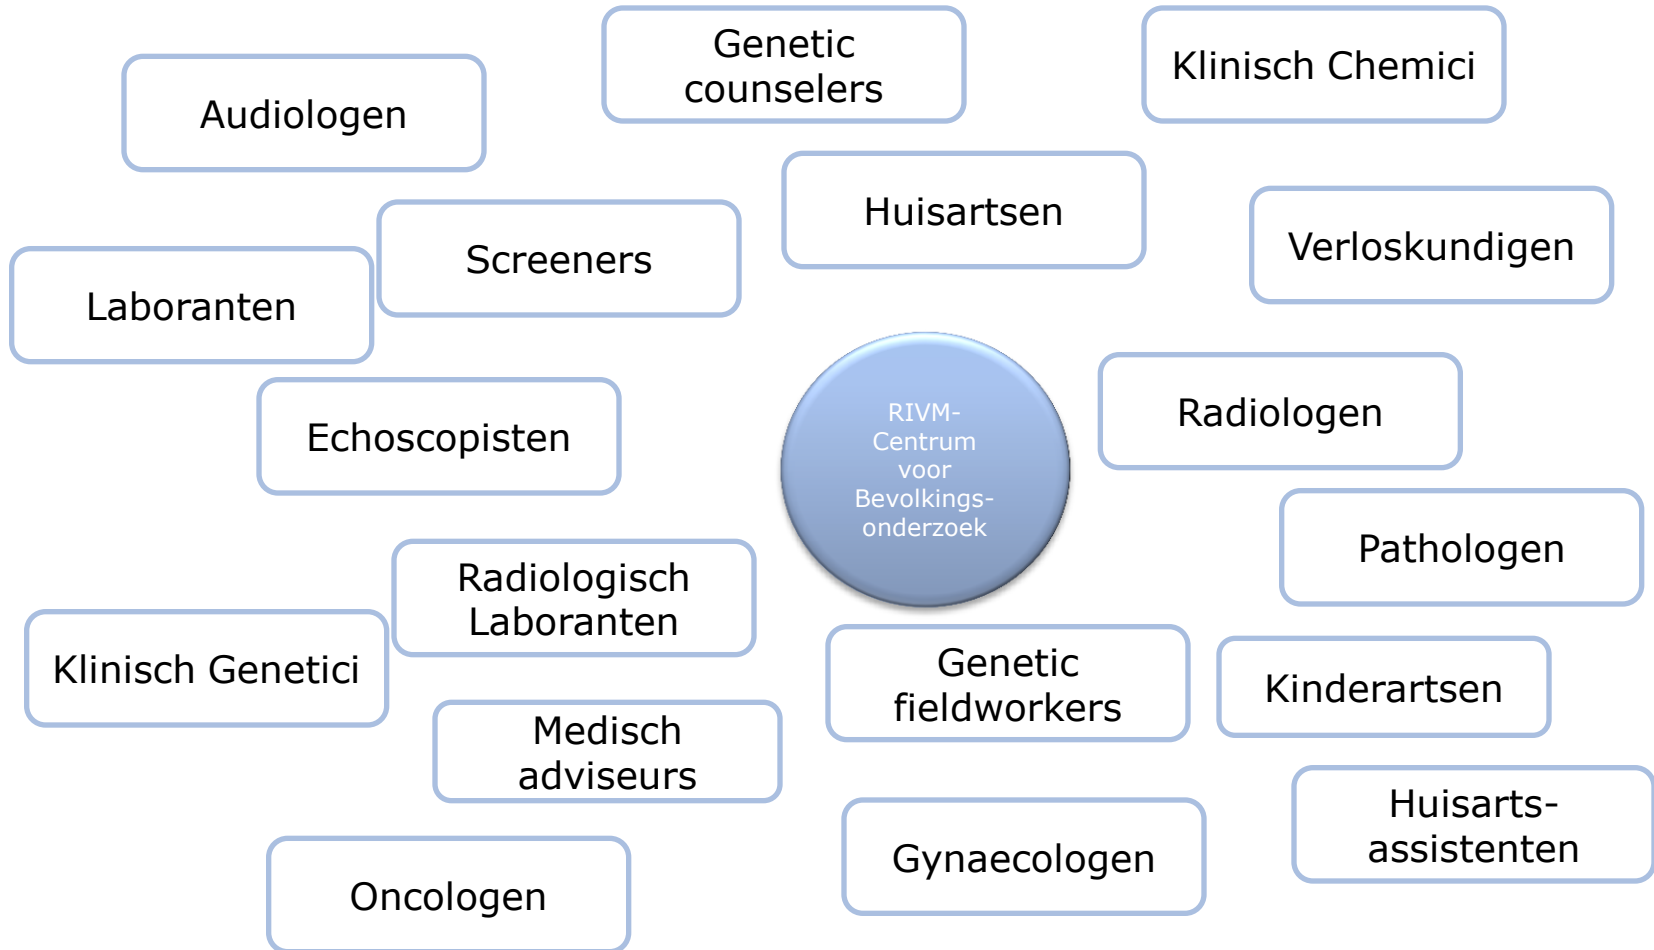 Genetic
counselers
Klinisch Chemici
Audiologen
Huisartsen
Verloskundigen
Screeners
Laboranten
Echoscopisten
RIVM-
Centrum
voor
Bevolkings-
onderzoek
Radiologen
Pathologen
Radiologisch
Laboranten
Klinisch Genetici
Genetic
fieldworkers
Kinderartsen
Medisch
adviseurs
Huisarts-
assistenten
Gynaecologen
Oncologen